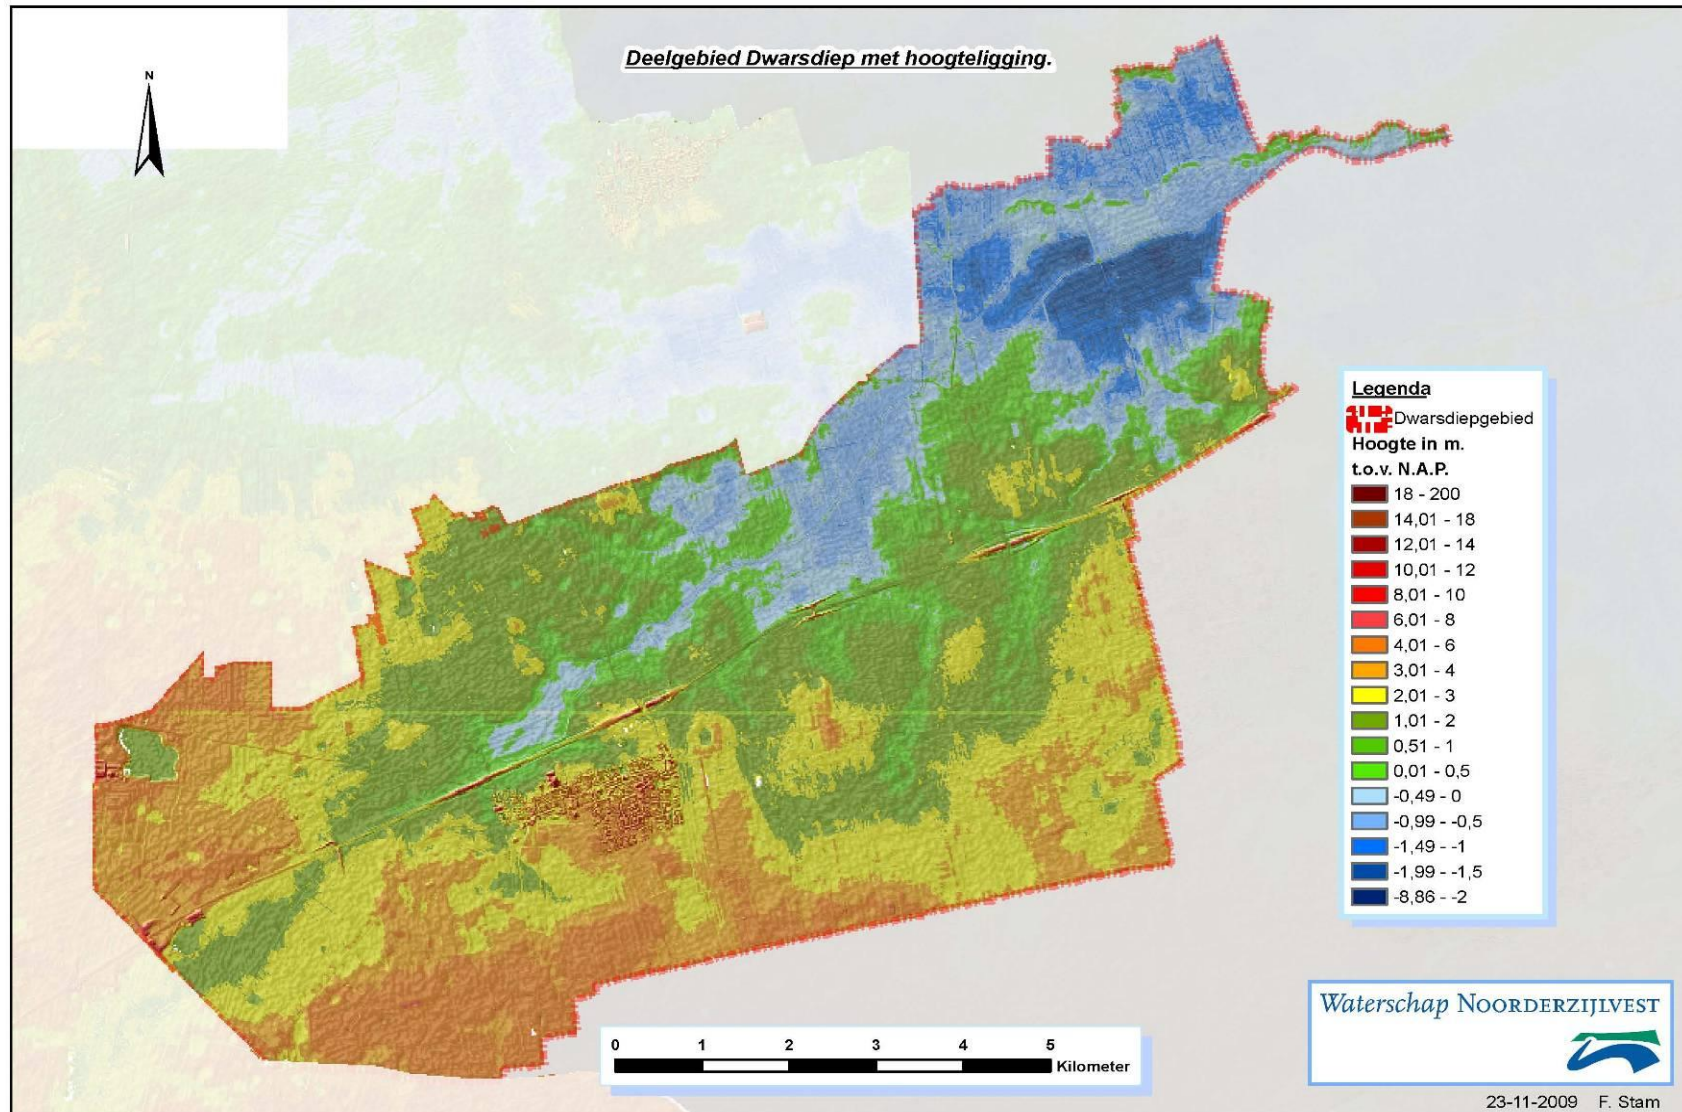 Deelgebied Dwarsdiep met hoogteligging.
N
Legenda
Dwarsdiepgebied
Hoogte in m.
t.o.v. N.A.P.
18 - 200
14,01 - 18
12,01 - 14
10,01 - 12
8,01 - 10
6,01 - 8
4,01 - 6
3,01 - 4
2,01 - 3
1,01 - 2
0,51 - 1
0,01 - 0,5
-0,49 - 0
-0,99 - -0,5
-1,49 - -1
-1,99 - -1,5
-8,86 - -2
0 1 2 3 4 5
Kilometer
Waterschap NOORDERZIJLVEST
23-11-2009 F. Stam